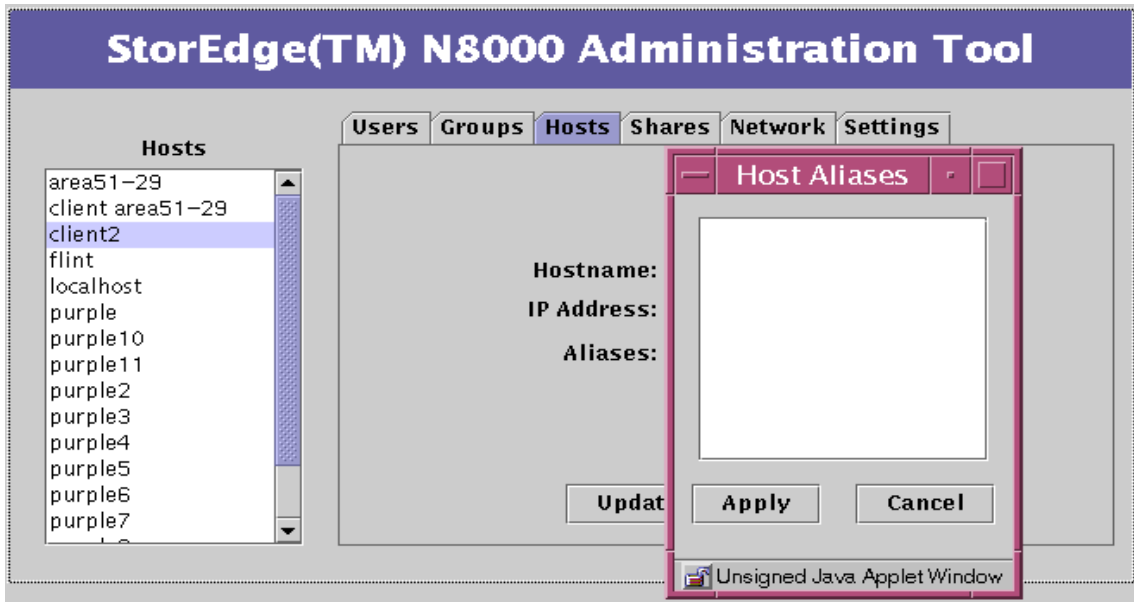 StorEdge(TM) N8000 Administration Tool
Users Groups Hosts Shares Network Settings
Hosts
area51-29
client area51-29
client2
flint
localhost
purple
purple10
purple11
purple2
purple3
purple4
purple5
purple6
purple7
Hostname:
IP Address:
Aliases:
Updat
Host Aliases
Apply Cancel
Unsigned Java Applet Window